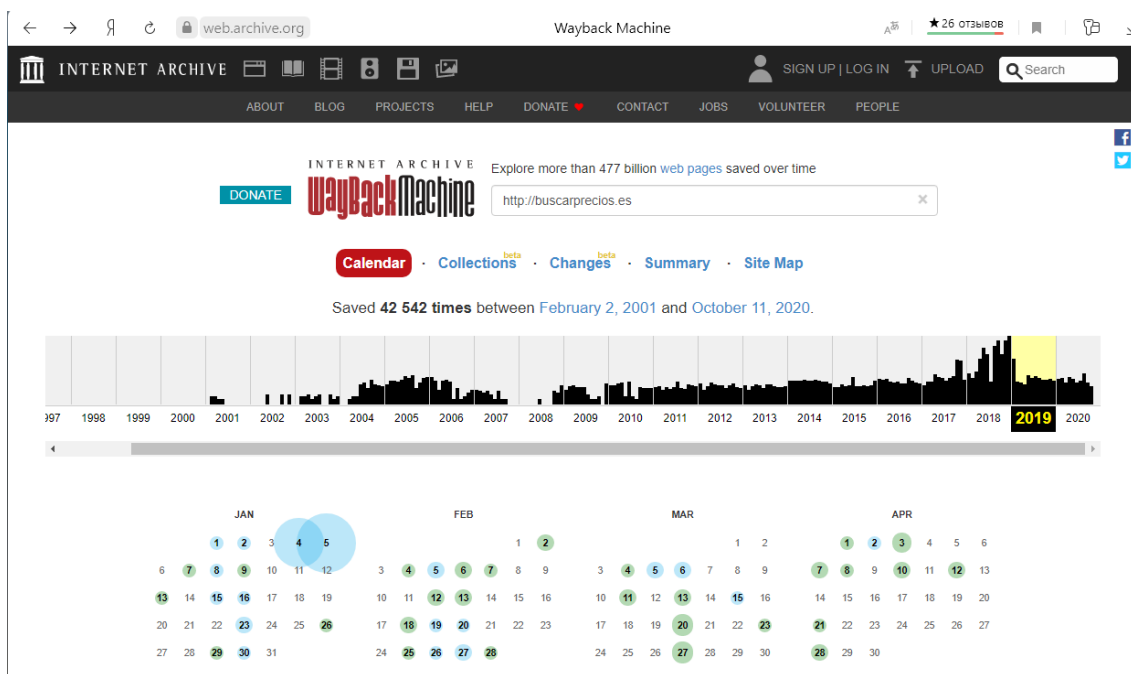 Я web.archive.org Wayback Machine ★26 отзывов
INTERNET ARCHIVE SIGN UP | LOG IN UPLOAD Search
ABOUT BLOG PROJECTS HELP DONATE ♥ CONTACT JOBS VOLUNTEER PEOPLE
INTERNET ARCHIVE
WayBackMachine
DONATE
Explore more than 477 billion web pages saved over time
http://buscarprecios.es
Calendar · Collections beta · Changes beta · Summary · Site Map
Saved 42 542 times between February 2, 2001 and October 11, 2020.
997 1998 1999 2000 2001 2002 2003 2004 2005 2006 2007 2008 2009 2010 2011 2012 2013 2014 2015 2016 2017 2018 2019 2020
JAN FEB MAR APR
1 2 3 4 5 1 2 1 2 1 2 3 4 5 6
6 7 8 9 10 11 12 3 4 5 6 7 8 9 3 4 5 6 7 8 9 7 8 9 10 11 12 13
13 14 15 16 17 18 19 10 11 12 13 14 15 16 10 11 12 13 14 15 16 14 15 16 17 18 19 20
20 21 22 23 24 25 26 17 18 19 20 21 22 23 17 18 19 20 21 22 23 21 22 23 24 25 26 27
27 28 29 30 31 24 25 26 27 28 24 25 26 27 28 29 30 28 29 30